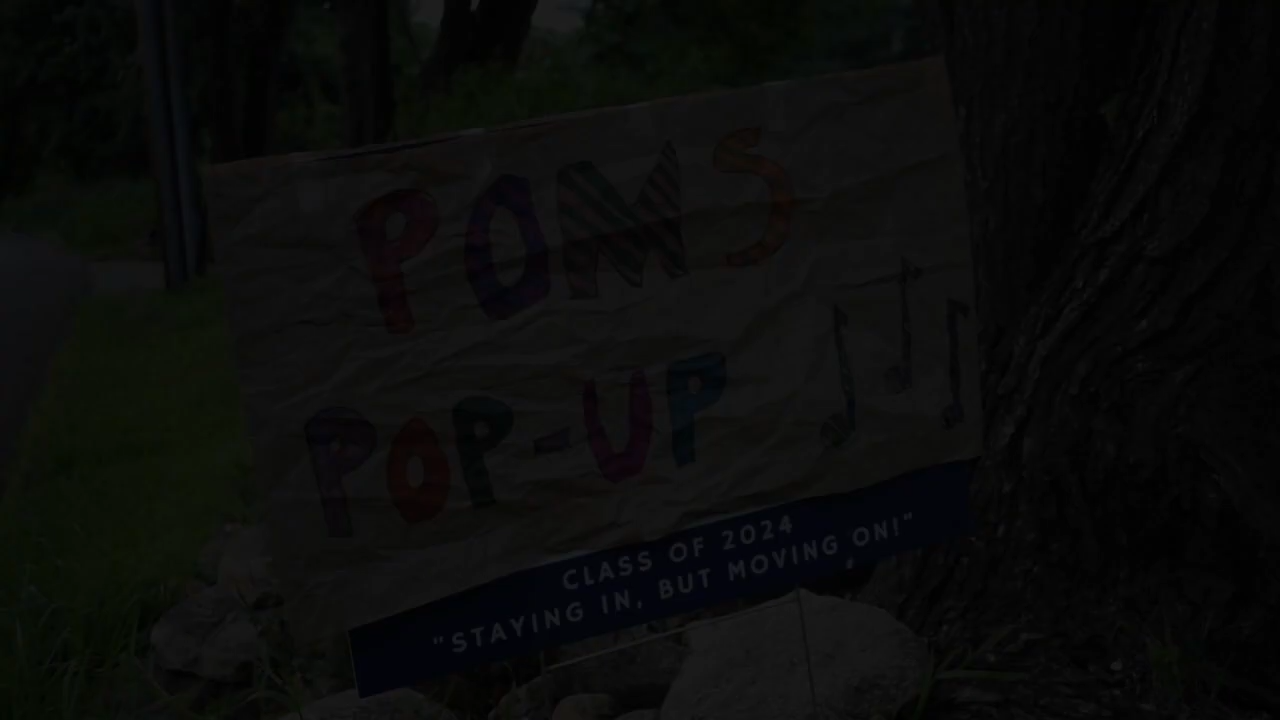 POMS
POP-UP
CLASS OF 2024
"STAYING IN, BUT MOVING ON!"